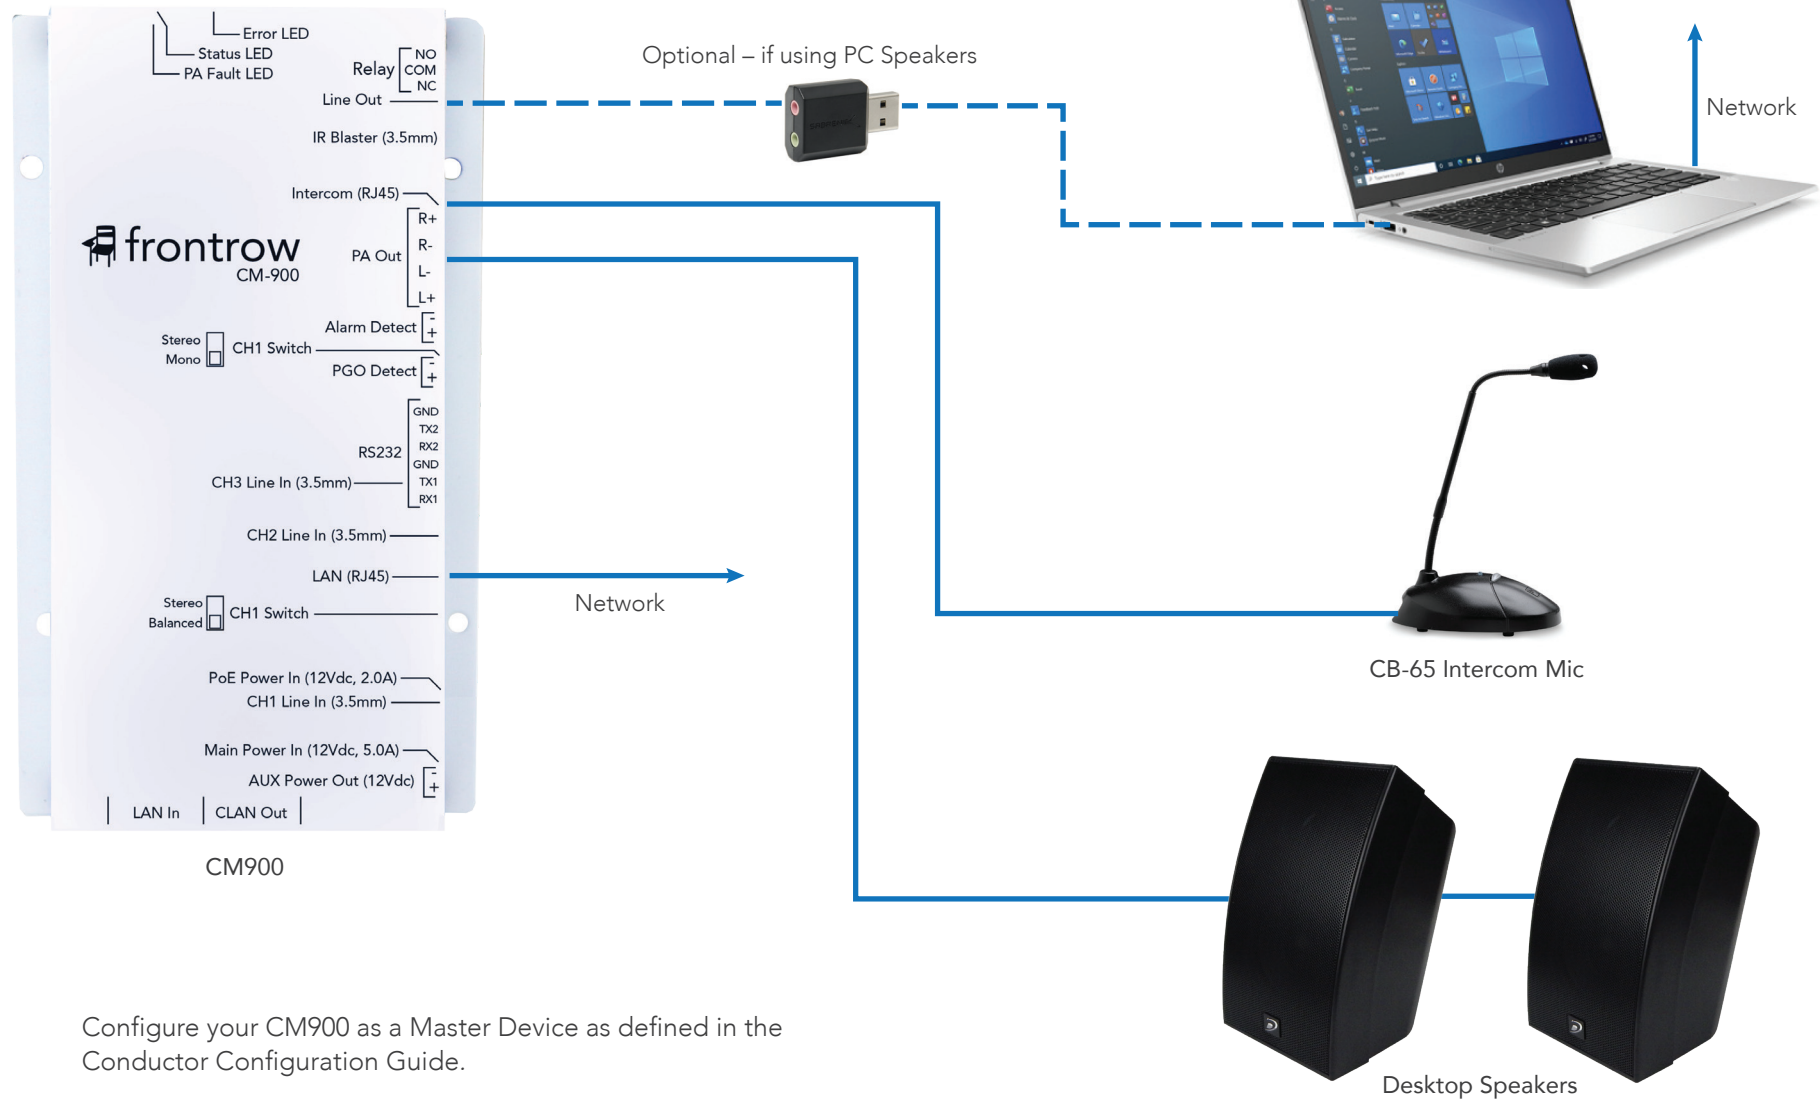 Error LED
Status LED
PA Fault LED
Relay
NO
COM
NC
Line Out
IR Blaster (3.5mm)
Intercom (RJ45)
frontrow
CM-900
PA Out
R+
R-
L-
L+
Alarm Detect
-
+
Stereo
Mono
CH1 Switch
PGO Detect
-
+
RS232
GND
TX2
RX2
GND
TX1
RX1
CH3 Line In (3.5mm)
CH2 Line In (3.5mm)
LAN (RJ45)
Stereo
Balanced
CH1 Switch
PoE Power In (12Vdc, 2.0A)
CH1 Line In (3.5mm)
Main Power In (12Vdc, 5.0A)
AUX Power Out (12Vdc)
-
+
LAN In
CLAN Out
CM900
Optional – if using PC Speakers
Network
Network
hp
CB-65 Intercom Mic
Desktop Speakers
Configure your CM900 as a Master Device as defined in the
Conductor Configuration Guide.